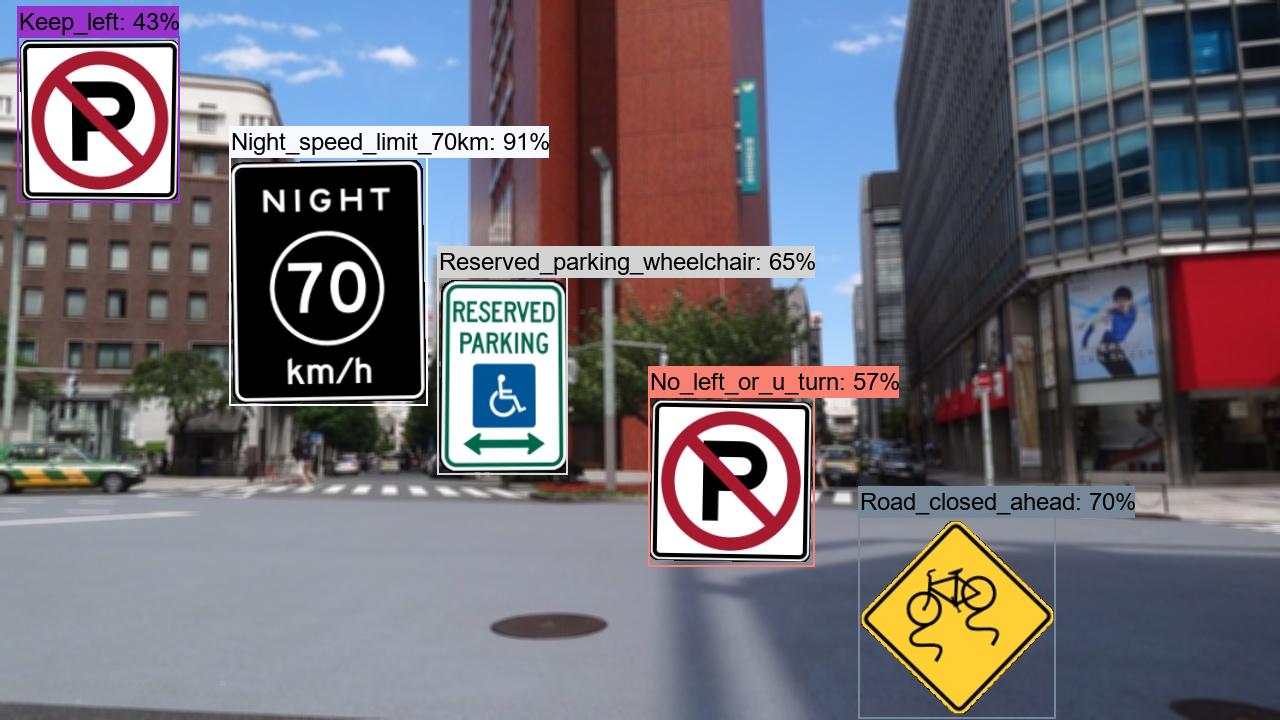 Keep_left: 43%
P
Night_speed_limit_70km: 91%
NIGHT
70
km/h
Reserved_parking_wheelchair: 65%
RESERVED
PARKING
No_left_or_u_turn: 57%
P
Road_closed_ahead: 70%